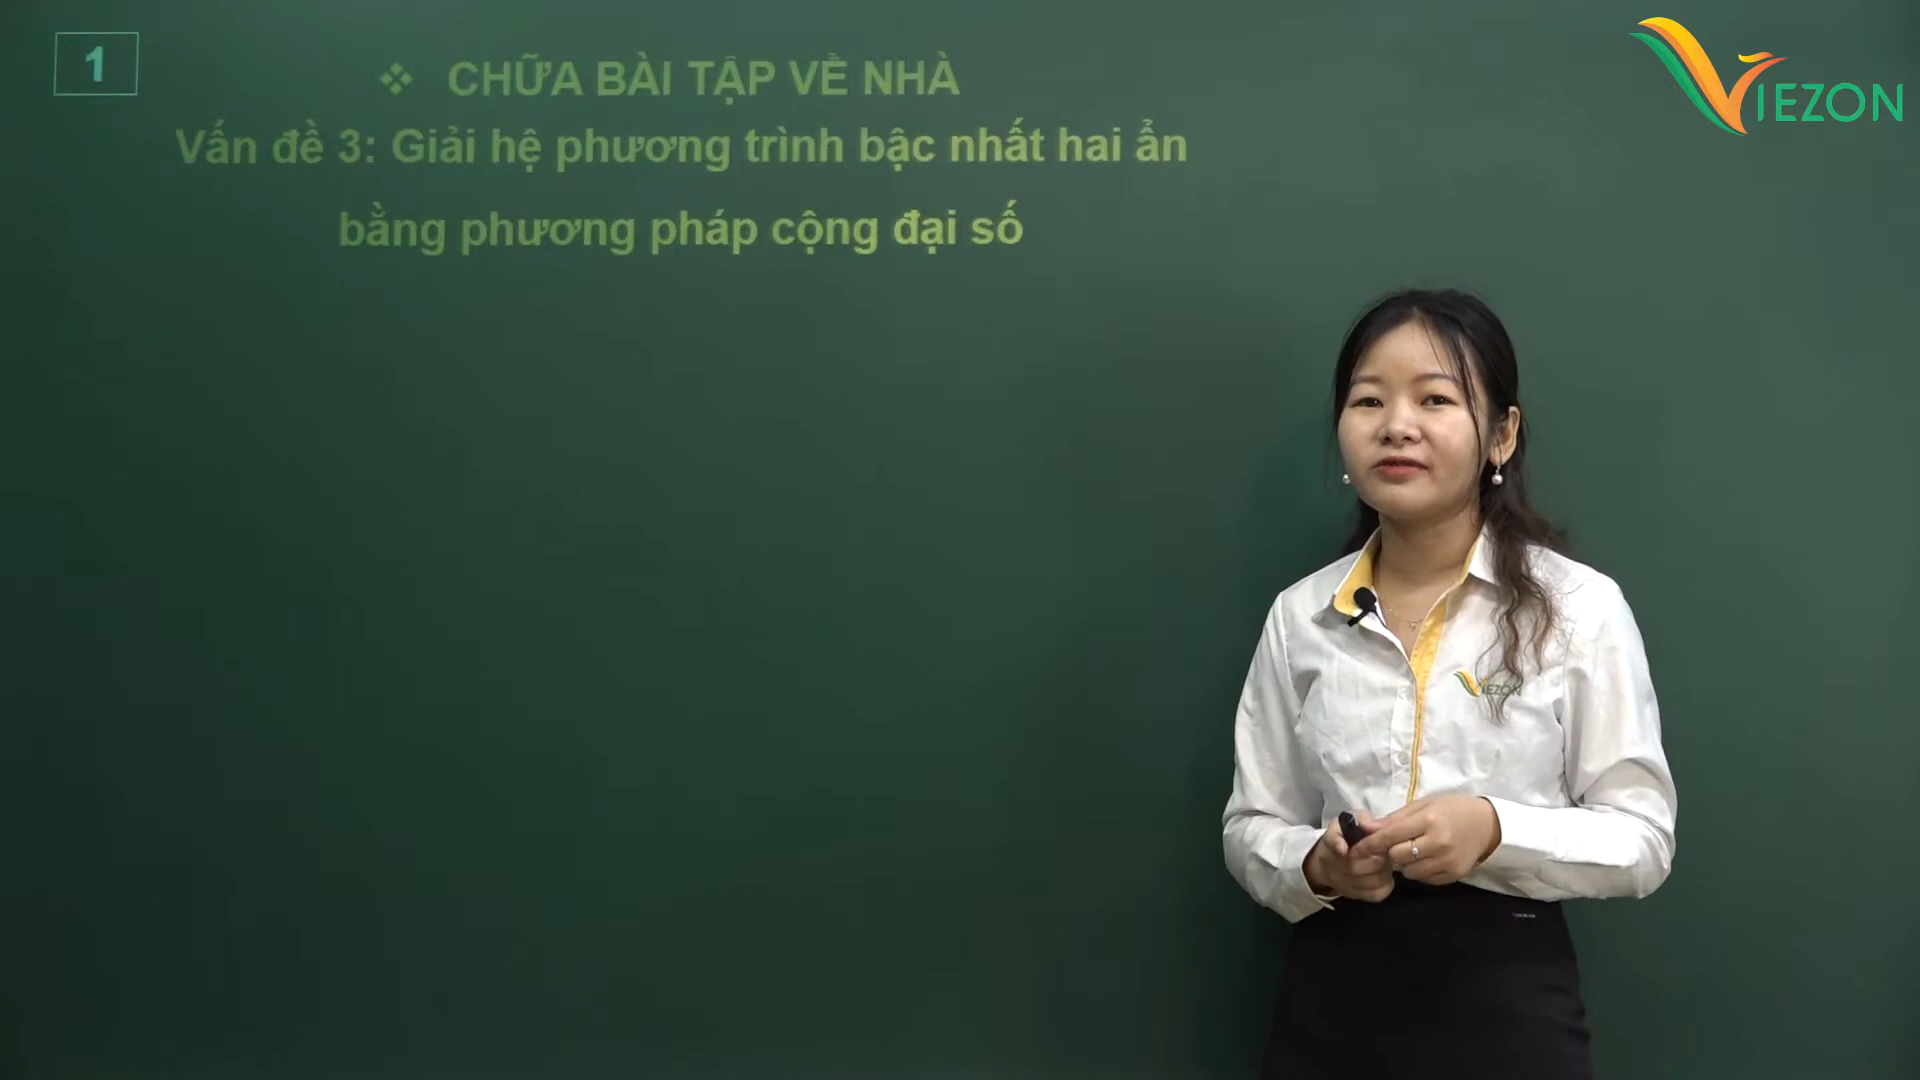 1
❖ CHỮA BÀI TẬP VỀ NHÀ
Vấn đề 3: Giải hệ phương trình bậc nhất hai ẩn
bằng phương pháp cộng đại số
VIEZON
VIEZON